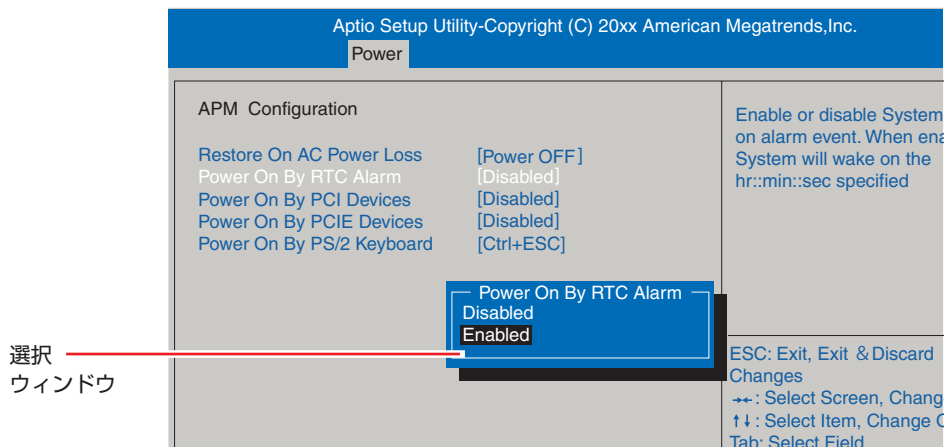 Aptio Setup Utility-Copyright (C) 20xx American Megatrends,Inc.
Power
APM Configuration
Restore On AC Power Loss [Power OFF]
Power On By RTC Alarm [Disabled]
Power On By PCI Devices [Disabled]
Power On By PCIE Devices [Disabled]
Power On By PS/2 Keyboard [Ctrl+ESC]
Enable or disable System
on alarm event. When ena
System will wake on the
hr::min::sec specified
Power On By RTC Alarm
Disabled
Enabled
選択
ウィンドウ
ESC: Exit, Exit &Discard
Changes
→←: Select Screen, Chang
↑↓: Select Item, Change
Tab: Select Field